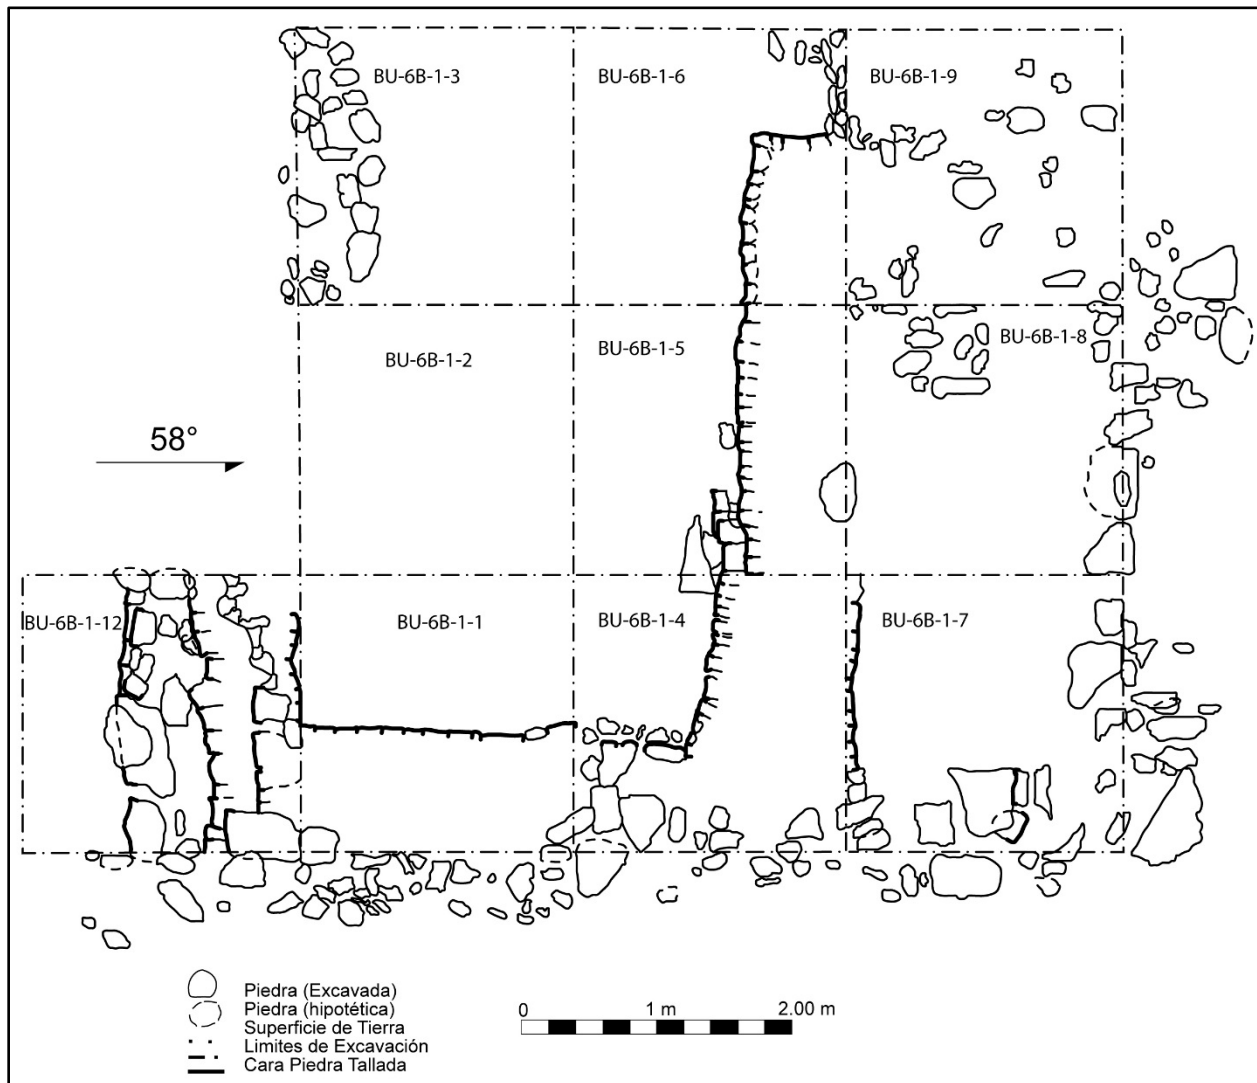 BU-6B-1-3
BU-6B-1-6
BU-6B-1-9
BU-6B-1-2
BU-6B-1-5
BU-6B-1-8
58°
BU-6B-1-12
BU-6B-1-1
BU-6B-1-4
BU-6B-1-7
Piedra (Excavada)
Piedra (hipotética)
Superficie de Tierra
Limites de Excavación
Cara Piedra Tallada
0 1 m 2.00 m